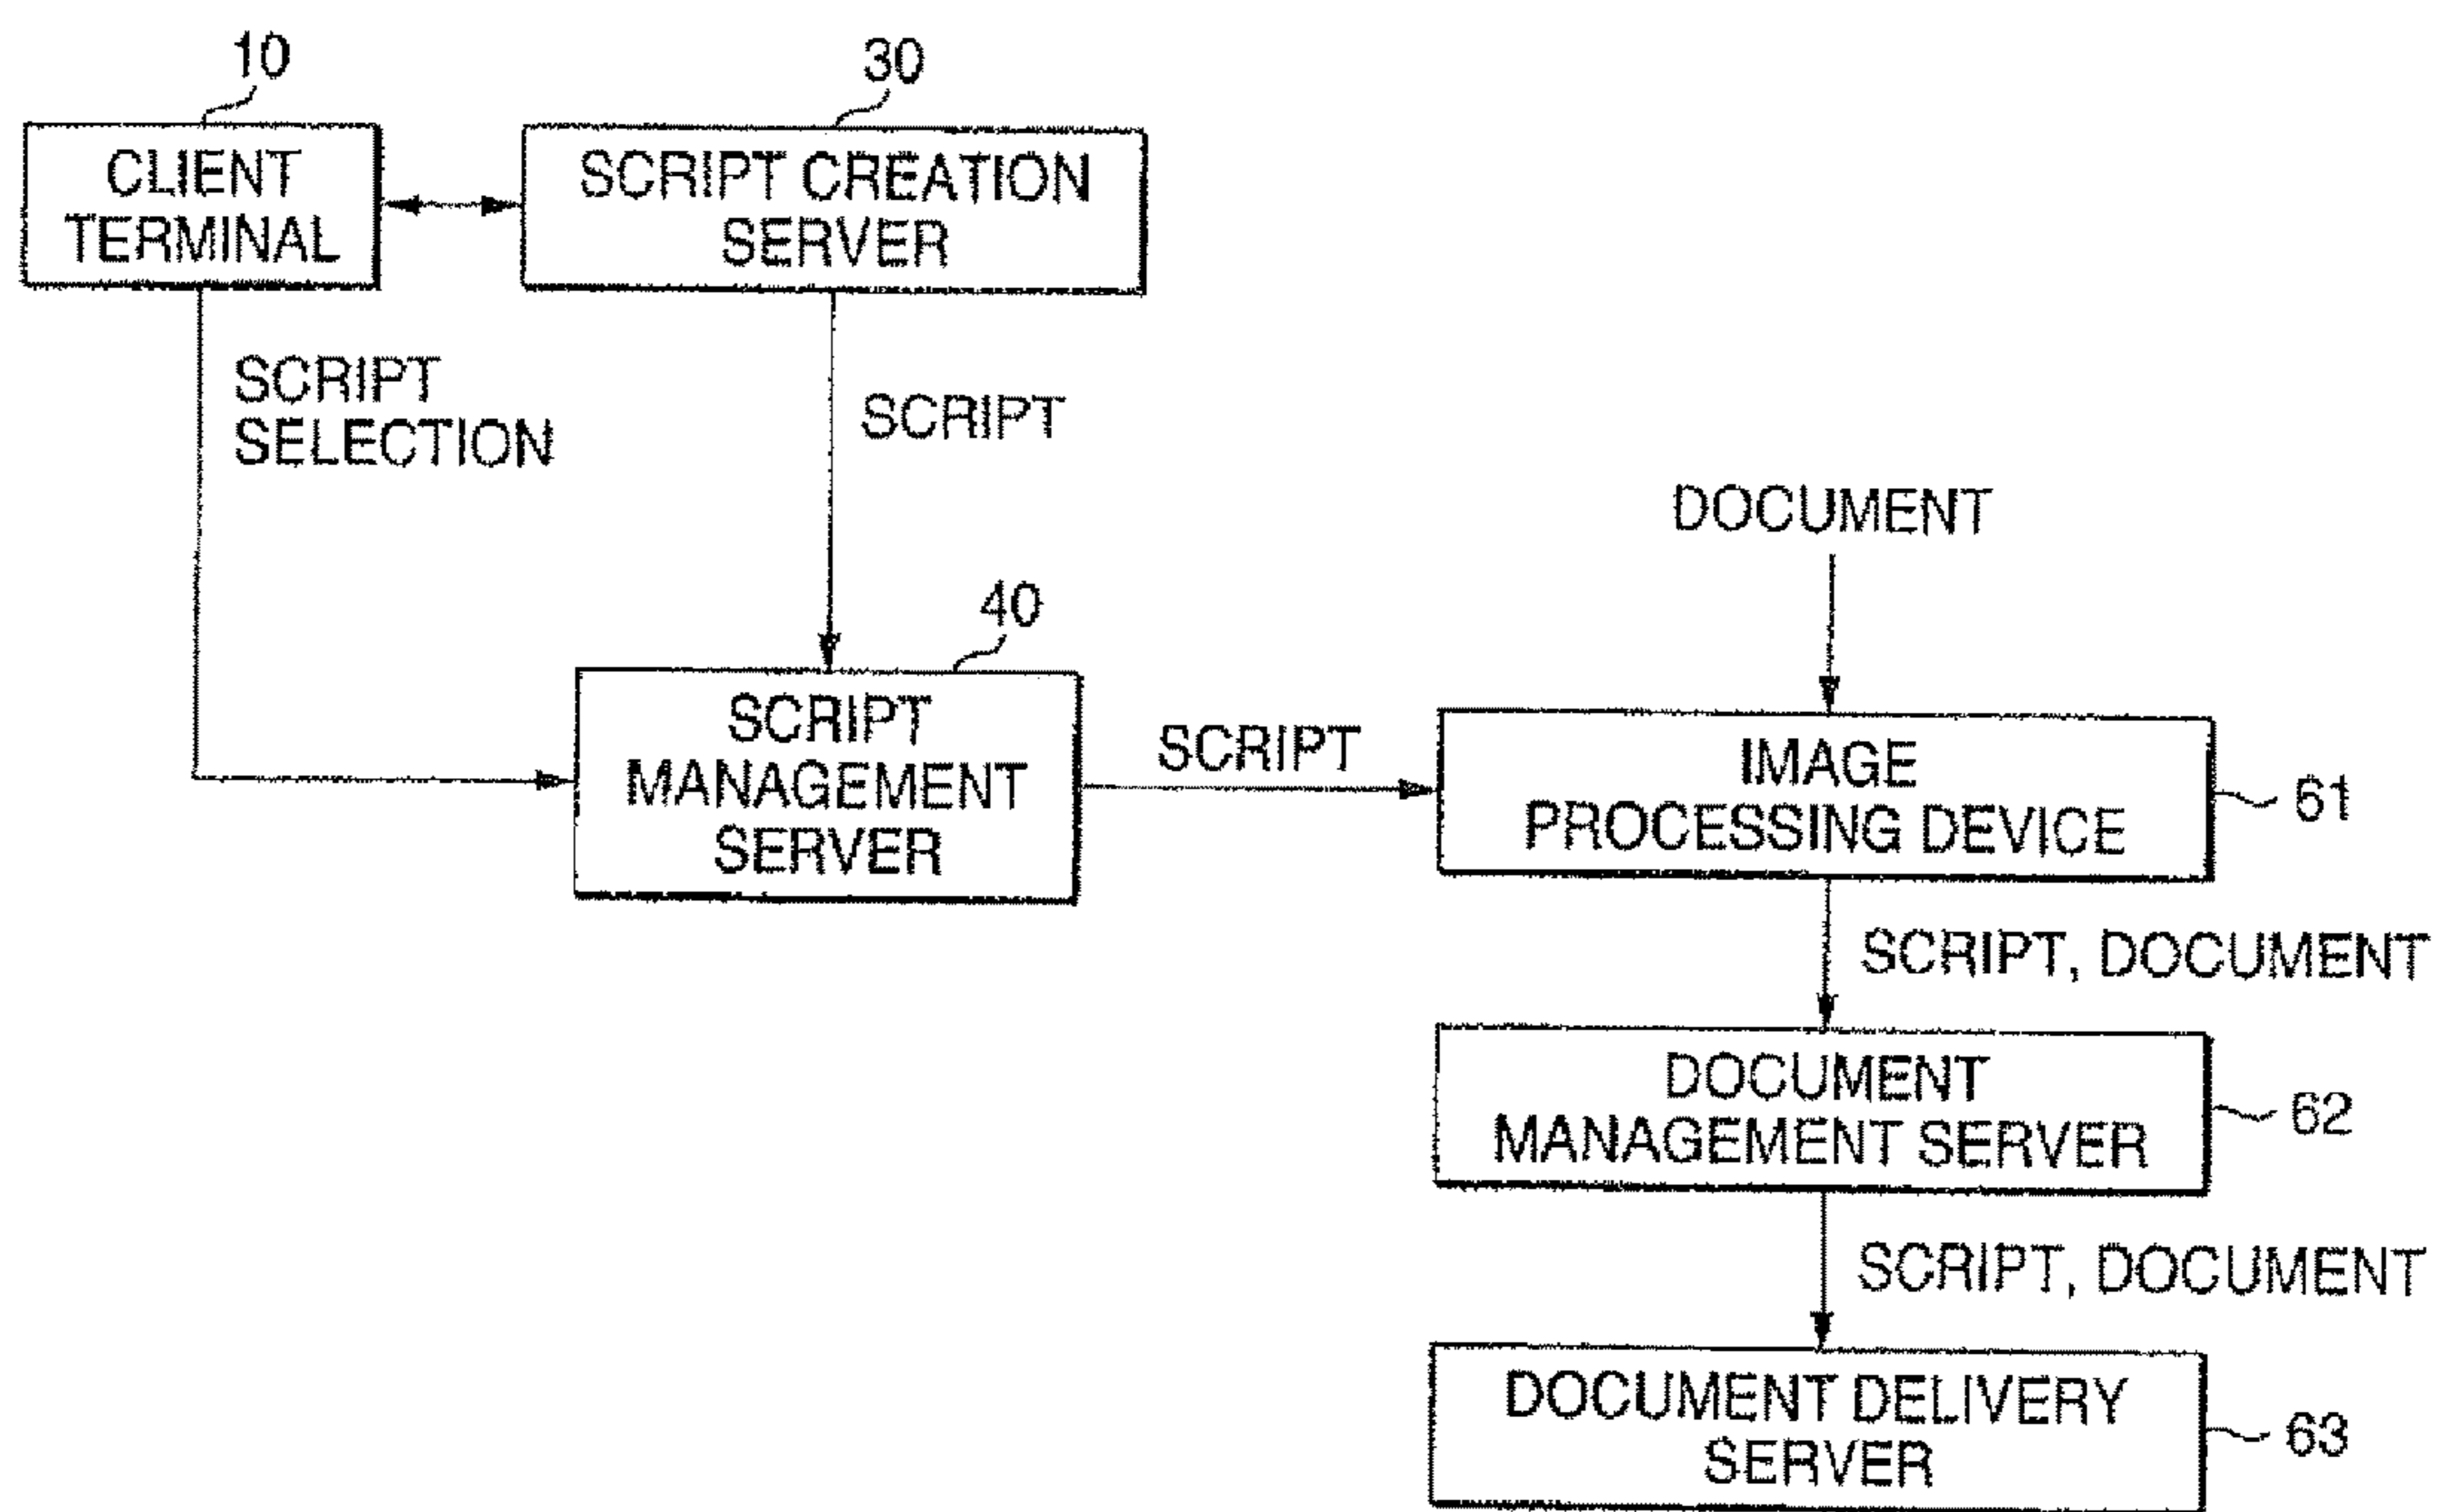 10
30
CLIENT
TERMINAL
SCRIPT CREATION
SERVER
SCRIPT
SELECTION
SCRIPT
DOCUMENT
40
SCRIPT
MANAGEMENT
SERVER
SCRIPT
IMAGE
PROCESSING DEVICE
61
SCRIPT, DOCUMENT
DOCUMENT
MANAGEMENT SERVER
62
SCRIPT, DOCUMENT
DOCUMENT DELIVERY
SERVER
63